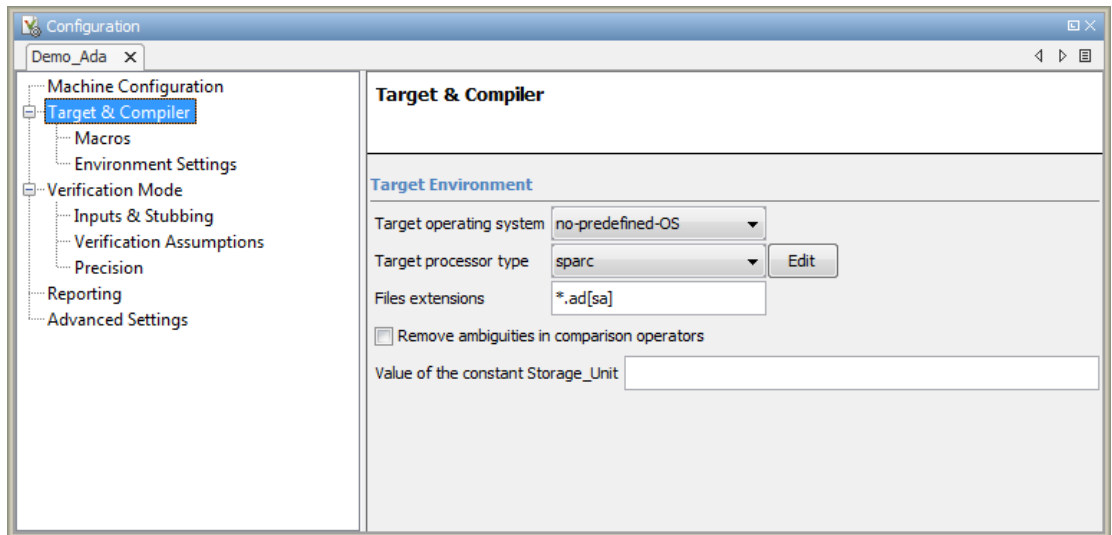 Configuration
Demo_Ada
Machine Configuration
Target & Compiler
Macros
Environment Settings
Verification Mode
Inputs & Stubbing
Verification Assumptions
Precision
Reporting
Advanced Settings
Target & Compiler
Target Environment
Target operating system no-predefined-OS
Target processor type sparc Edit
Files extensions *.ad[sa]
Remove ambiguities in comparison operators
Value of the constant Storage_Unit